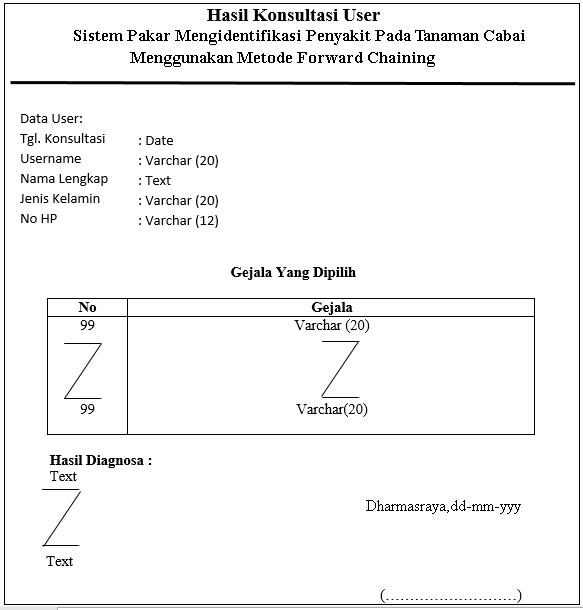 Hasil Konsultasi User
Sistem Pakar Mengidentifikasi Penyakit Pada Tanaman Cabai
Menggunakan Metode Forward Chaining
Data User:
Tgl. Konsultasi : Date
Username : Varchar (20)
Nama Lengkap : Text
Jenis Kelamin : Varchar (20)
No HP : Varchar (12)
Gejala Yang Dipilih
No Gejala
99 Varchar (20)
99 Varchar(20)
Hasil Diagnosa :
Text
Dharmasraya,dd-mm-yyy
Text
(..........................)